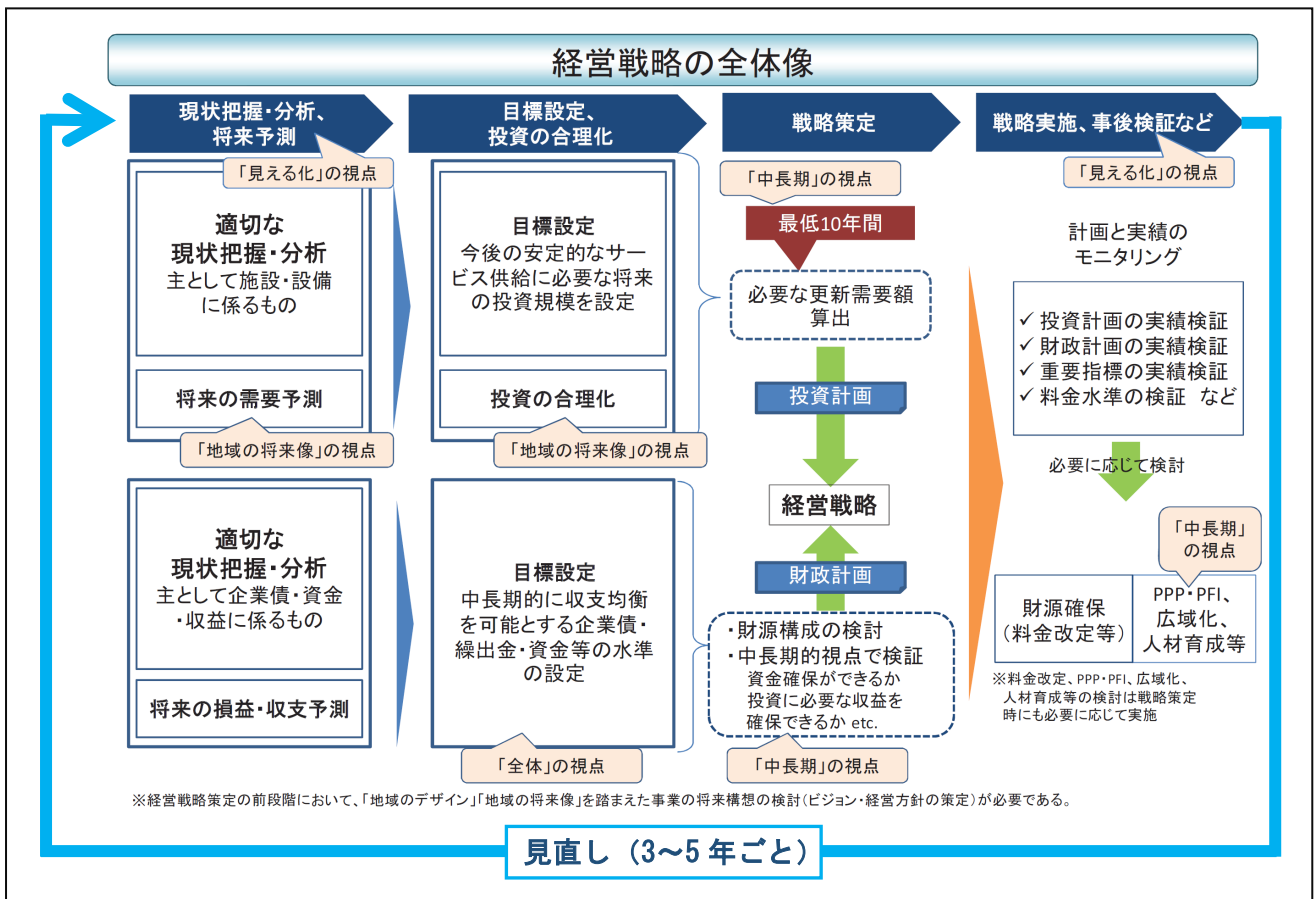 経営戦略の全体像
現状把握・分析、
将来予測
「見える化」の視点
適切な
現状把握・分析
主として施設・設備
に係るもの
将来の需要予測
「地域の将来像」の視点
適切な
現状把握・分析
主として企業債・資金
・収益に係るもの
将来の損益・収支予測
目標設定、
投資の合理化
目標設定
今後の安定的なサー
ビス供給に必要な将来
の投資規模を設定
投資の合理化
「地域の将来像」の視点
目標設定
中長期的に収支均衡
を可能とする企業債・
繰出金・資金等の水準
の設定
「全体」の視点
戦略策定
「中長期」の視点
最低10年間
必要な更新需要額
算出
投資計画
経営戦略
財政計画
・財源構成の検討
・中長期的視点で検証
資金確保ができるか
投資に必要な収益を
確保できるか etc.
「中長期」の視点
戦略実施、事後検証など
「見える化」の視点
計画と実績の
モニタリング
✓ 投資計画の実績検証
✓ 財政計画の実績検証
✓ 重要指標の実績検証
✓ 料金水準の検証 など
必要に応じて検討
「中長期」
の視点
財源確保
（料金改定等）
PPP・PFI、
広域化、
人材育成等
※料金改定、PPP・PFI、広域化、
人材育成等の検討は戦略策定
時にも必要に応じて実施
※経営戦略策定の前段階において、「地域のデザイン」「地域の将来像」を踏まえた事業の将来構想の検討（ビジョン・経営方針の策定）が必要である。
見直し（3～5 年ごと）